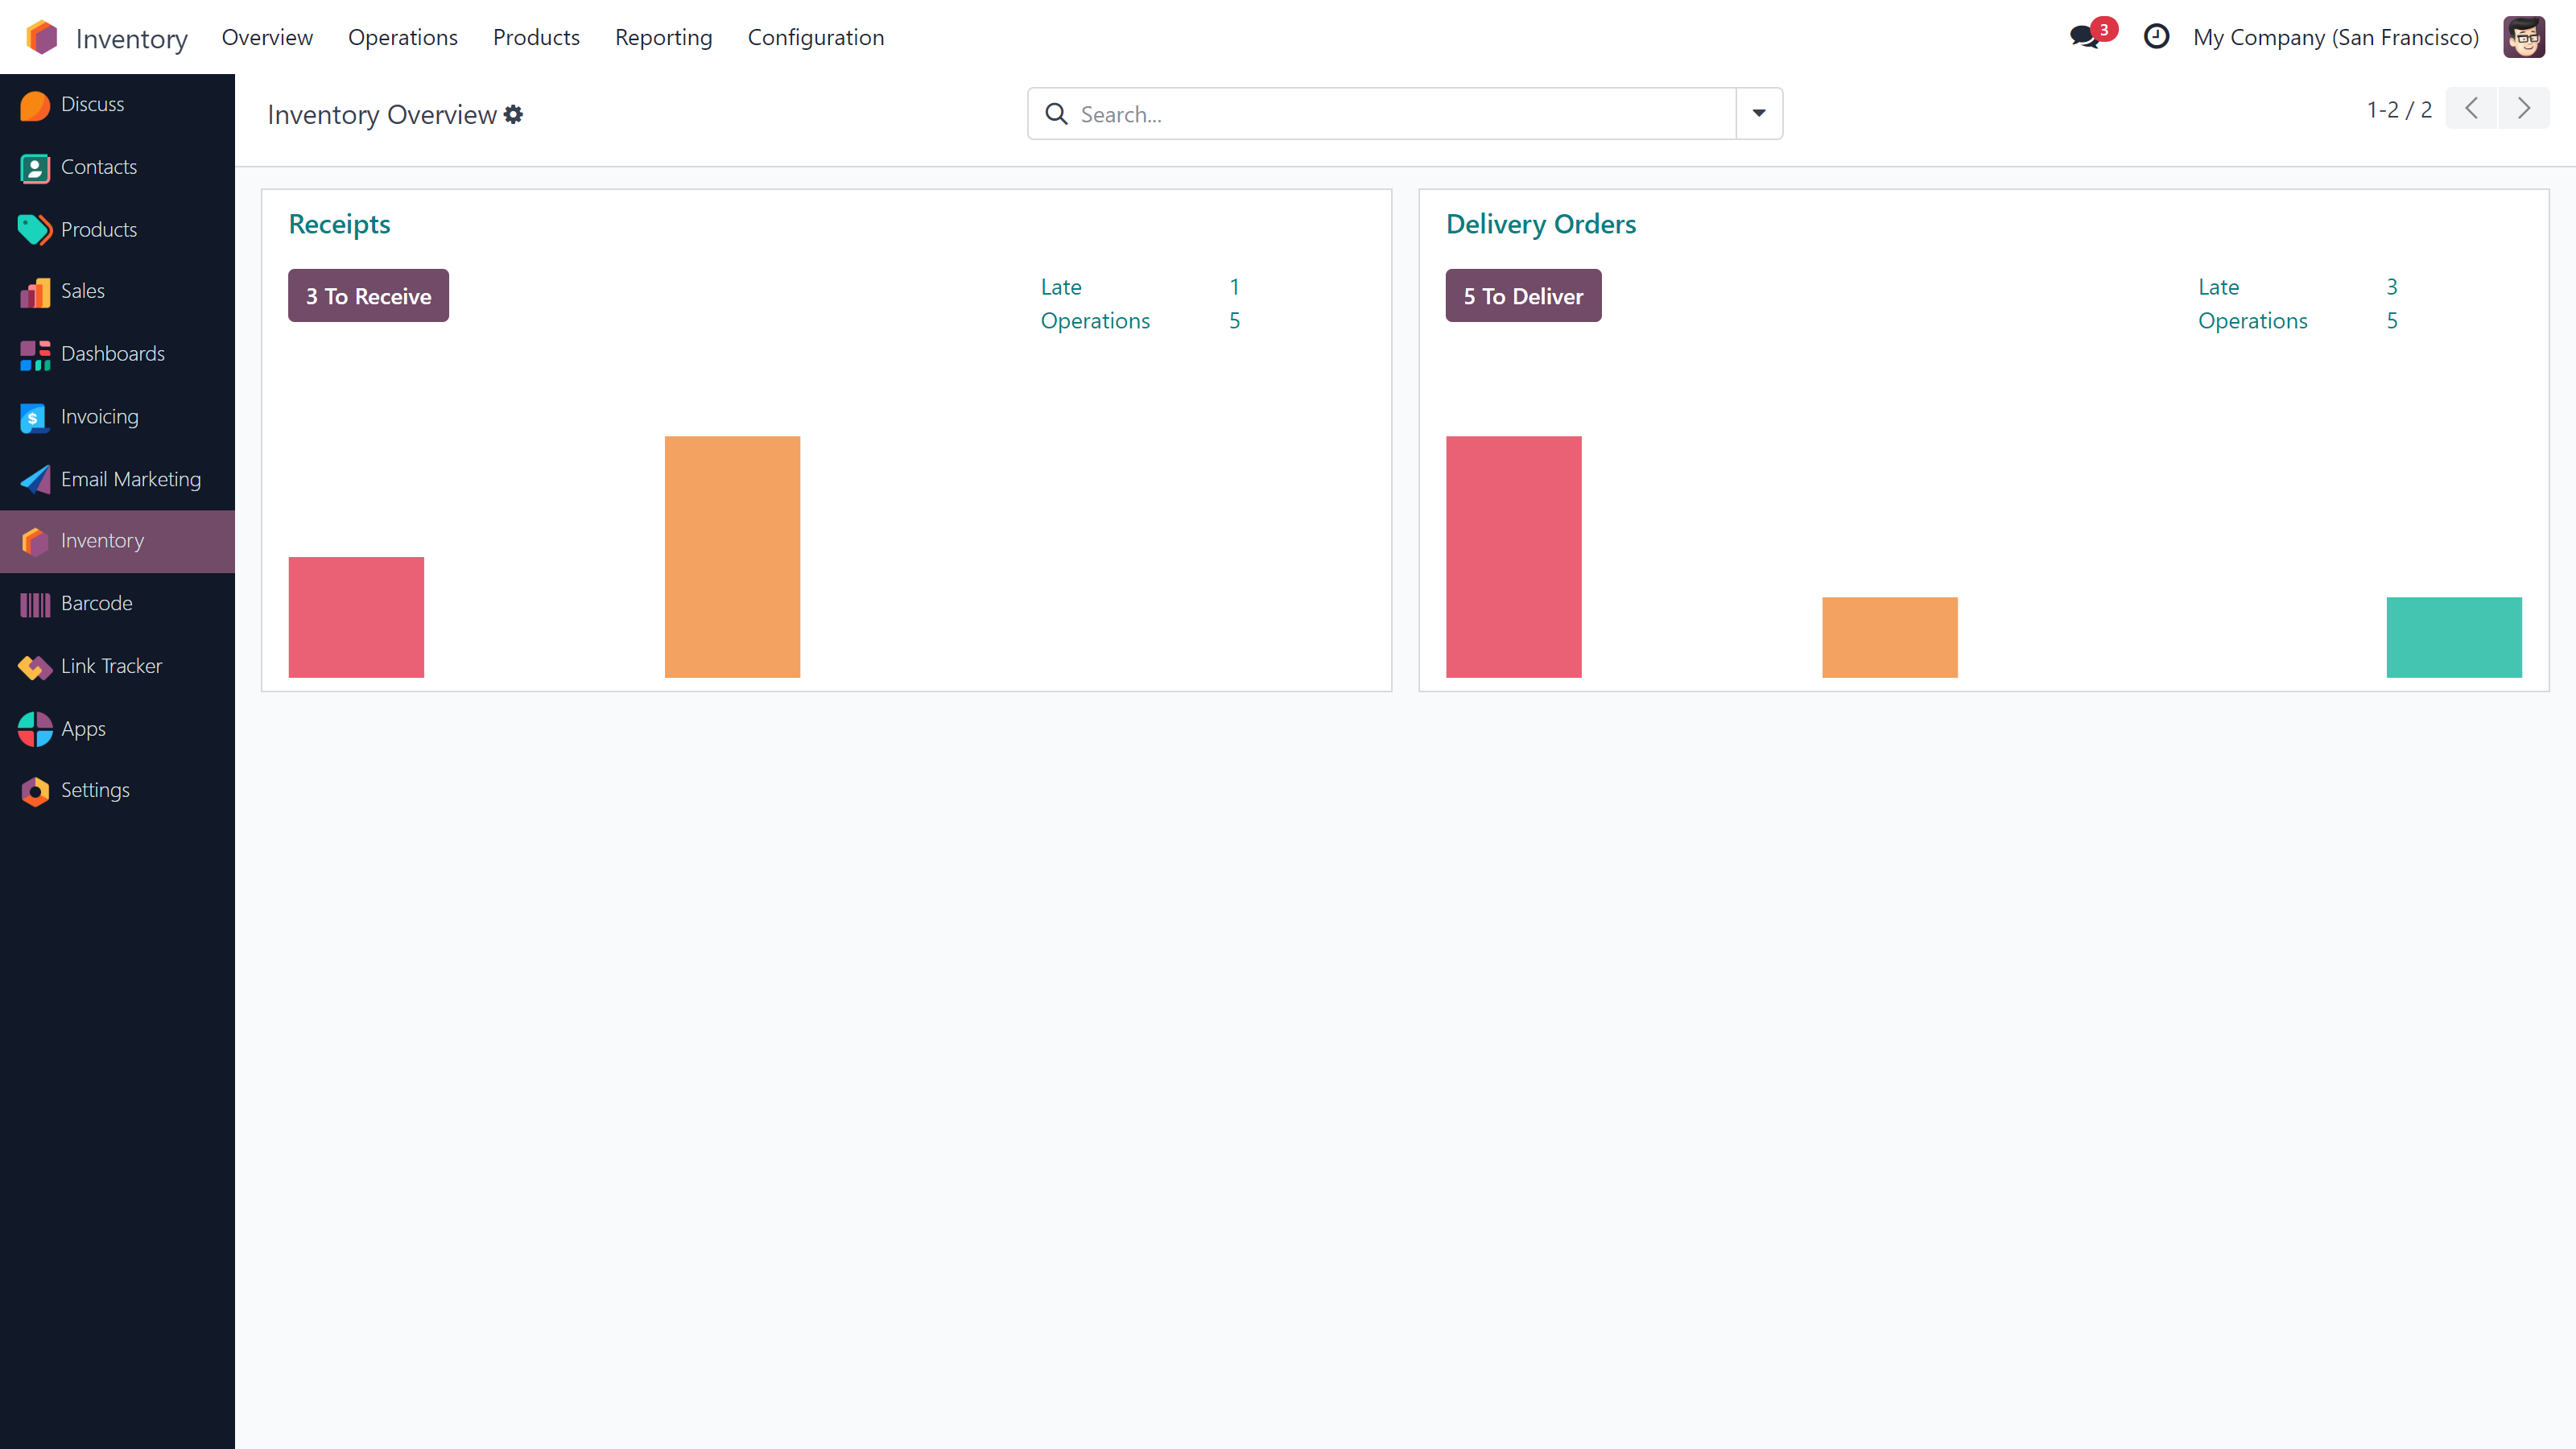 Inventory Overview Operations Products Reporting Configuration 3 My Company (San Francisco)
Discuss
Contacts
Products
Sales
Dashboards
Invoicing
Email Marketing
Inventory
Barcode
Link Tracker
Apps
Settings
Inventory Overview Search... 1-2 / 2
Receipts
3 To Receive
Late 1
Operations 5
Delivery Orders
5 To Deliver
Late 3
Operations 5